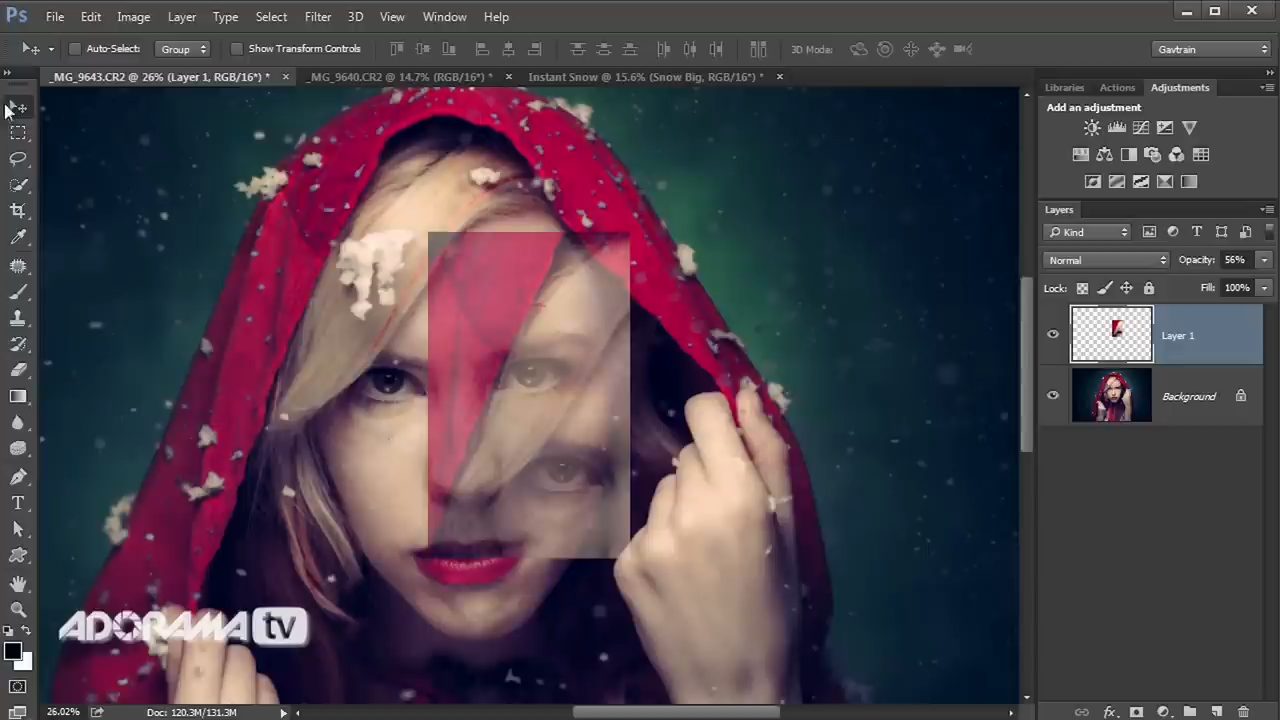 Ps File Edit Image Layer Type Select Filter 3D View Window Help
Auto-Select: Group Show Transform Controls 3D Mode: Gavtrain
_MG_9643.CR2 @ 26% (Layer 1, RGB/16*) * × _MG_9640.CR2 @ 14.7% (RGB/16*) * × Instant Snow @ 15.6% (Snow Big, RGB/16*) * ×
Libraries Actions Adjustments
Add an adjustment
Layers
Kind
Normal Opacity: 56%
Lock: Fill: 100%
Layer 1
Background
ADORAMA tv
26.02% Doc: 120.3M/131.3M